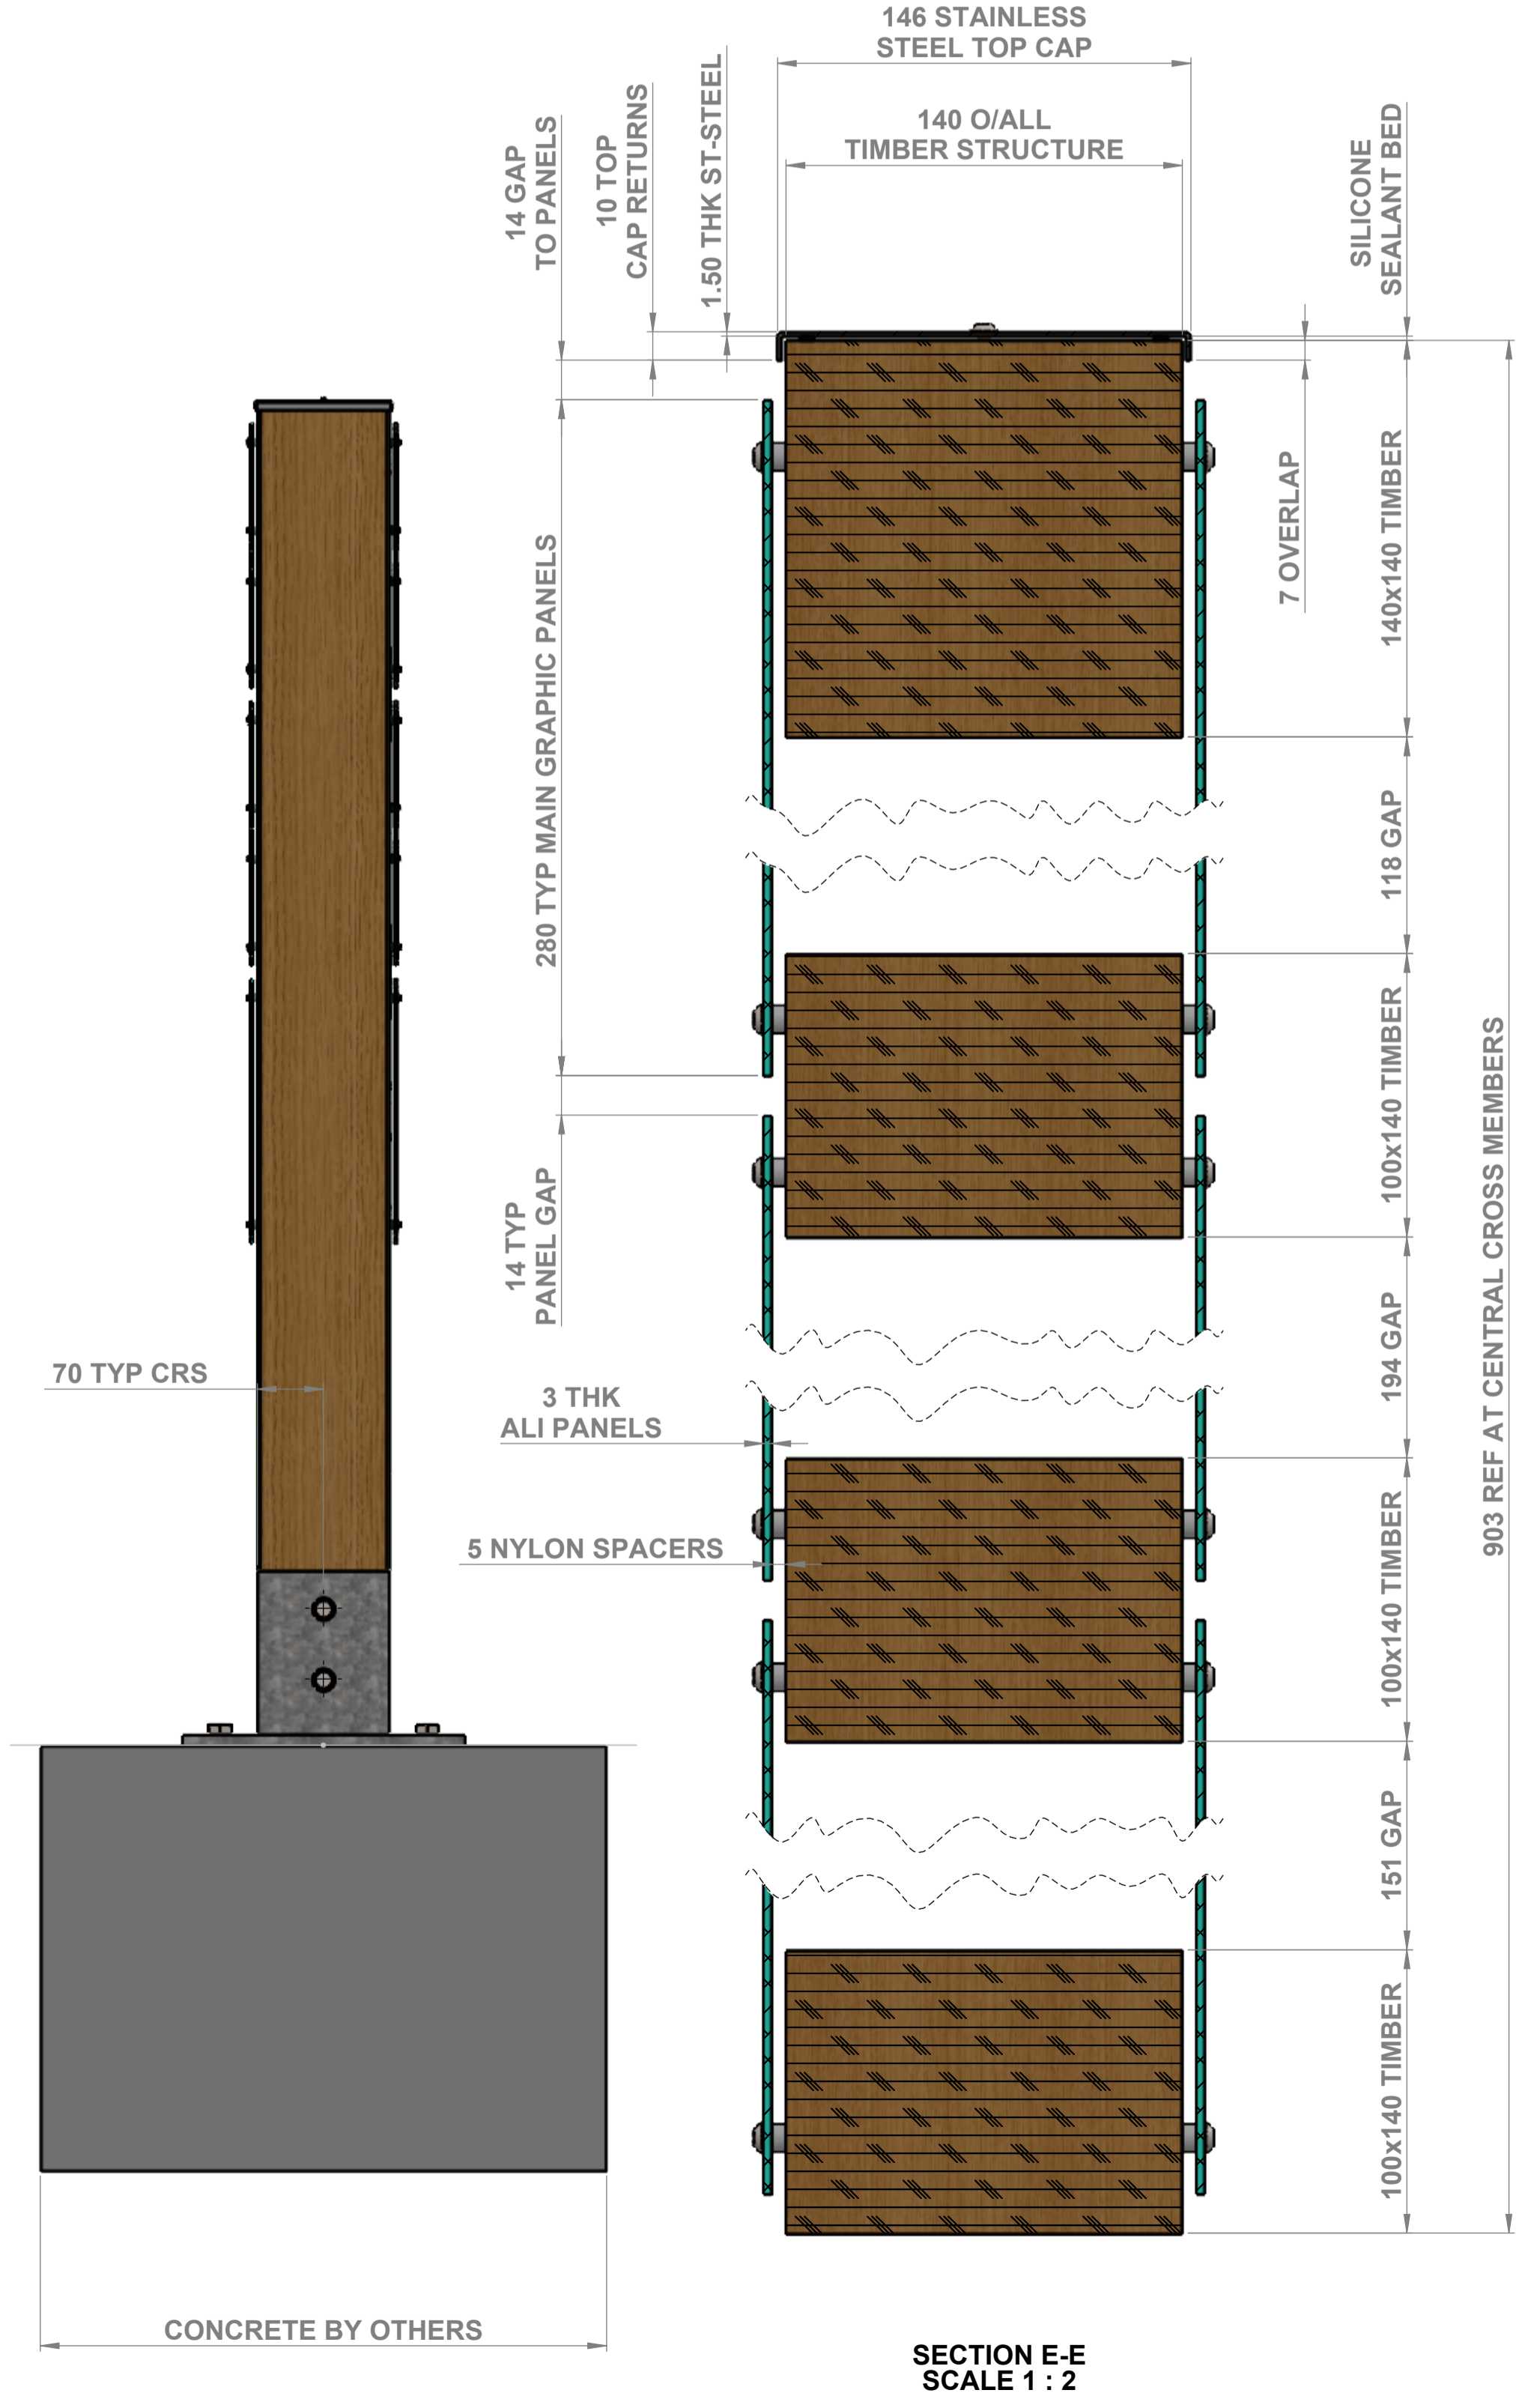 146 STAINLESS
STEEL TOP CAP
140 O/ALL
TIMBER STRUCTURE
14 GAP
TO PANELS
10 TOP
CAP RETURNS
1.50 THK ST-STEEL
SILICONE
SEALANT BED
7 OVERLAP
140x140 TIMBER
280 TYP MAIN GRAPHIC PANELS
118 GAP
100x140 TIMBER
14 TYP
PANEL GAP
194 GAP
903 REF AT CENTRAL CROSS MEMBERS
70 TYP CRS
3 THK
ALI PANELS
5 NYLON SPACERS
100x140 TIMBER
151 GAP
100x140 TIMBER
CONCRETE BY OTHERS
SECTION E-E
SCALE 1 : 2